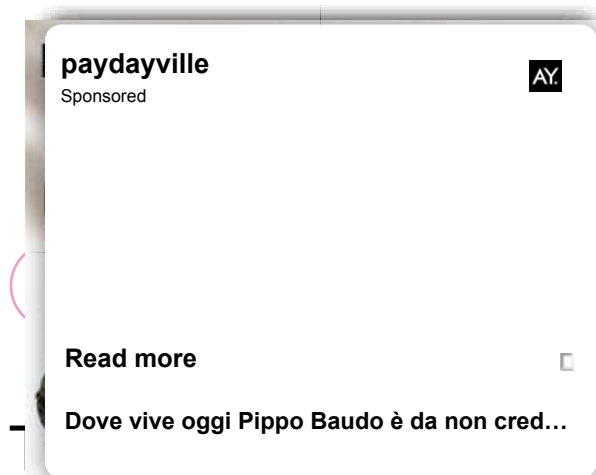 paydayville
AY.
Sponsored
Read more
Dove vive oggi Pippo Baudo è da non cred…